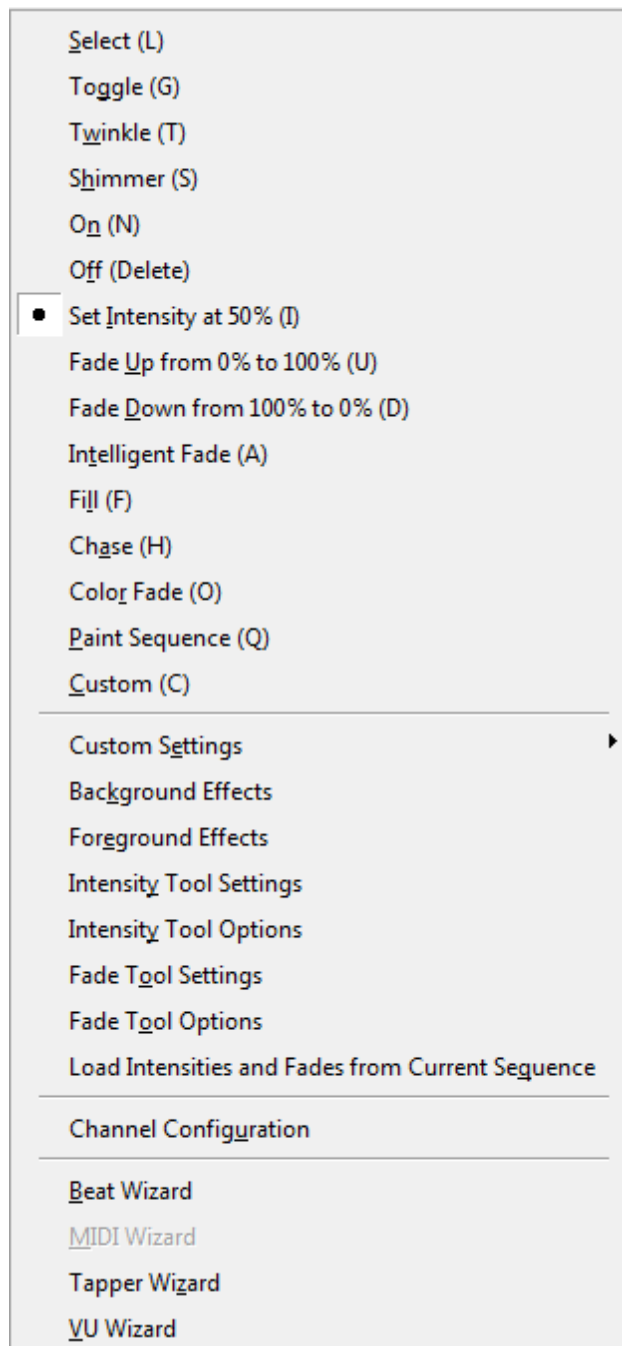 Select (L)
Toggle (G)
Twinkle (T)
Shimmer (S)
On (N)
Off (Delete)
Set Intensity at 50% (I)
Fade Up from 0% to 100% (U)
Fade Down from 100% to 0% (D)
Intelligent Fade (A)
Fill (F)
Chase (H)
Color Fade (O)
Paint Sequence (Q)
Custom (C)
Custom Settings
Background Effects
Foreground Effects
Intensity Tool Settings
Intensity Tool Options
Fade Tool Settings
Fade Tool Options
Load Intensities and Fades from Current Sequence
Channel Configuration
Beat Wizard
MIDI Wizard
Tapper Wizard
VU Wizard